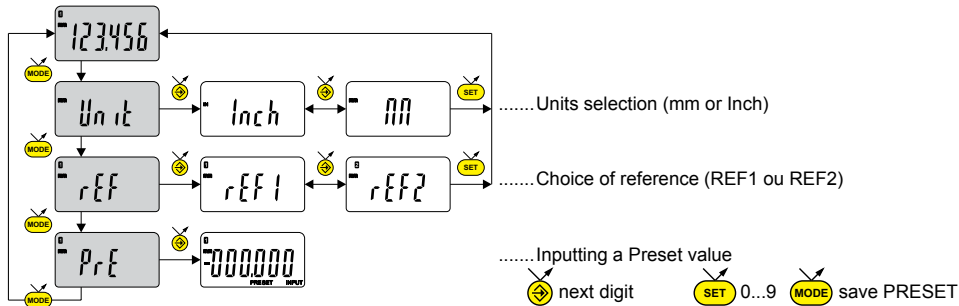 123.456
MODE
Unit Inch MM SET .......Units selection (mm or Inch)
MODE
rEF rEF1 rEF2 SET .......Choice of reference (REF1 ou REF2)
MODE
PrE -000.000 .......Inputting a Preset value
PRESET INPUT
MODE
next digit SET 0...9 MODE save PRESET